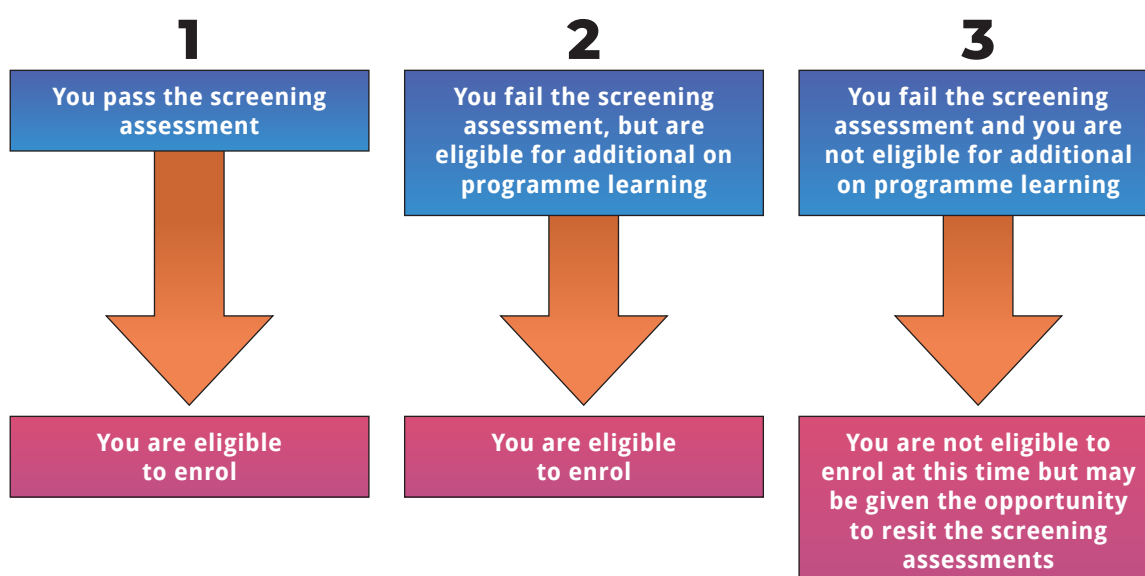 1
You pass the screening
assessment
You are eligible
to enrol
2
You fail the screening
assessment, but are
eligible for additional on
programme learning
You are eligible
to enrol
3
You fail the screening
assessment and you are
not eligible for additional
on programme learning
You are not eligible to
enrol at this time but may
be given the opportunity
to resit the screening
assessments